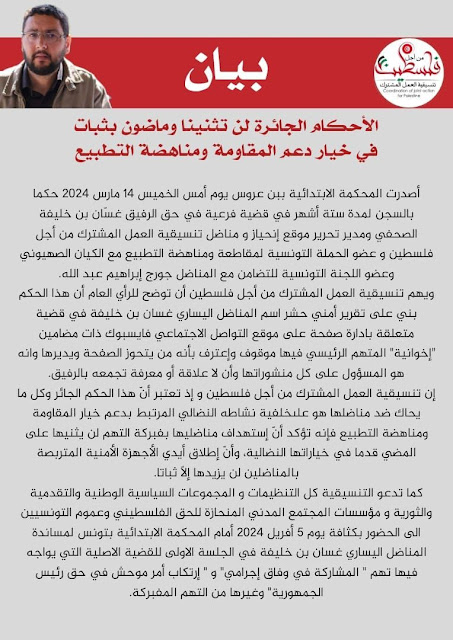 من أجل
فلسطين
تنسيقية العمل المشترك
Coordination of joint action
for Palestine
بيان
الأحكام الجائرة لن تثنينا وماضون بثبات
في خيار دعم المقاومة ومناهضة التطبيع
أصدرت المحكمة الابتدائية ببن عروس يوم أمس الخميس 14 مارس 2024 حكما
بالسجن لمدة ستة أشهر في قضية فرعية في حق الرفيق غسّان بن خليفة
الصحفي ومدير تحرير موقع إنحياز و مناضل تنسيقية العمل المشترك من أجل
فلسطين و عضو الحملة التونسية لمقاطعة ومناهضة التطبيع مع الكيان الصهيوني
وعضو اللجنة التونسية للتضامن مع المناضل جورج إبراهيم عبد الله.
ويهم تنسيقية العمل المشترك من أجل فلسطين أن توضح للرأي العام أن هذا الحكم
بني على تقرير أمني حشر اسم المناضل اليساري غسان بن خليفة في قضية
متعلقة بادارة صفحة على موقع التواصل الاجتماعي فايسبوك ذات مضامين
"إخوانية" المتهم الرئيسي فيها موقوف وإعترف بأنه من يتحوز الصفحة ويديرها وانه
هو المسؤول على كل منشوراتها وأن لا علاقة أو معرفة تجمعه بالرفيق.
إن تنسيقية العمل المشترك من أجل فلسطين و إذ تعتبر أنّ هذا الحكم الجائر وكل ما
يحاك ضد مناضلها هو علىخلفية نشاطه النضالي المرتبط بدعم خيار المقاومة
ومناهضة التطبيع فإنه تؤكد أنّ إستهداف مناضليها بفبركة التهم لن يثنيها على
المضي قدما في خياراتها النضالية، وأنّ إطلاق أيدي الأجهزة الأمنية المتربصة
بالمناضلين لن يزيدها إلاّ ثباتا.
كما تدعو التنسيقية كل التنظيمات و المجموعات السياسية الوطنية والتقدمية
والثورية و مؤسسات المجتمع المدني المنحازة للحق الفلسطيني وعموم التونسيين
الى الحضور بكثافة يوم 5 أفريل 2024 أمام المحكمة الابتدائية بتونس لمساندة
المناضل اليساري غسان بن خليفة في الجلسة الاولى للقضية الاصلية التي يواجه
فيها تهم " المشاركة في وفاق إجرامي" و " إرتكاب أمر موحش في حق رئيس
الجمهورية" وغيرها من التهم المفبركة.